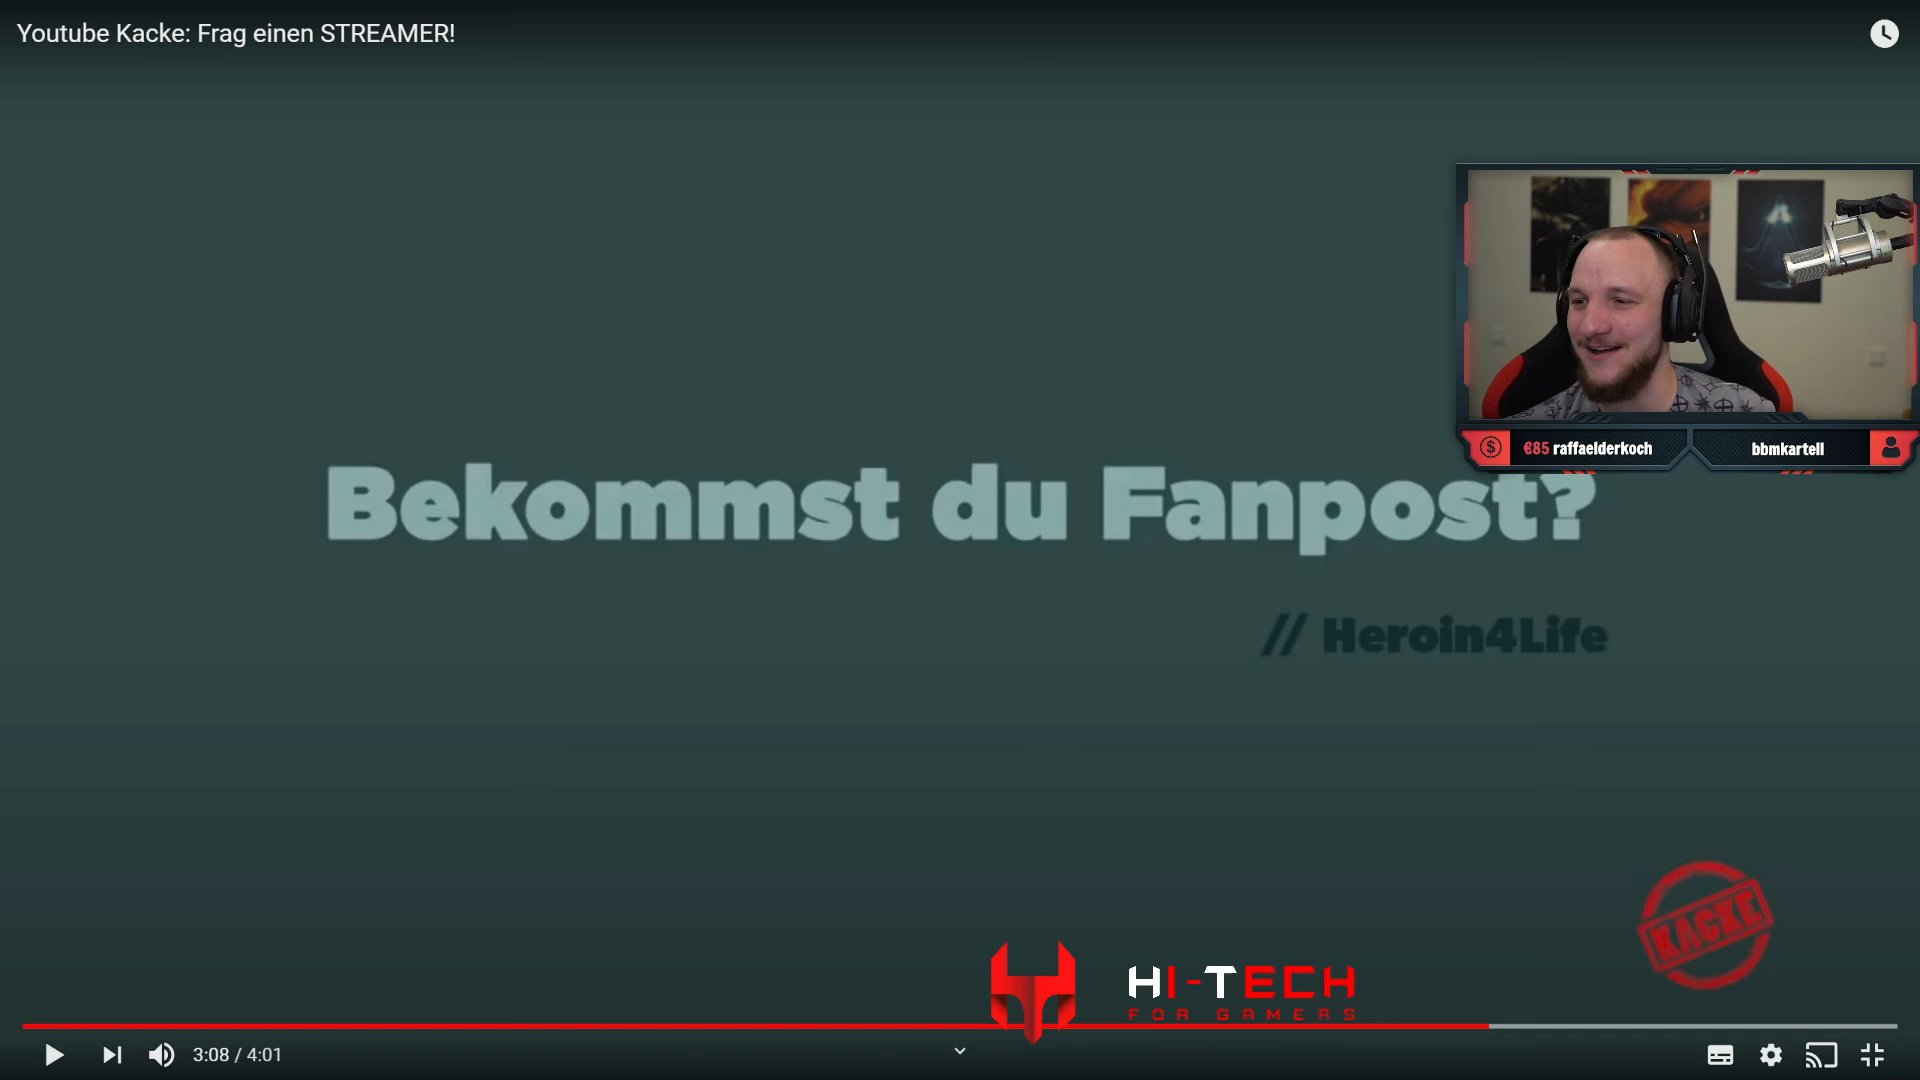 Youtube Kacke: Frag einen STREAMER!
€85 raffaelderkoch
bbmkartell
Bekommst du Fanpost?
// Heroin4Life
KACKE
HI-TECH
FOR GAMERS
3:08 / 4:01